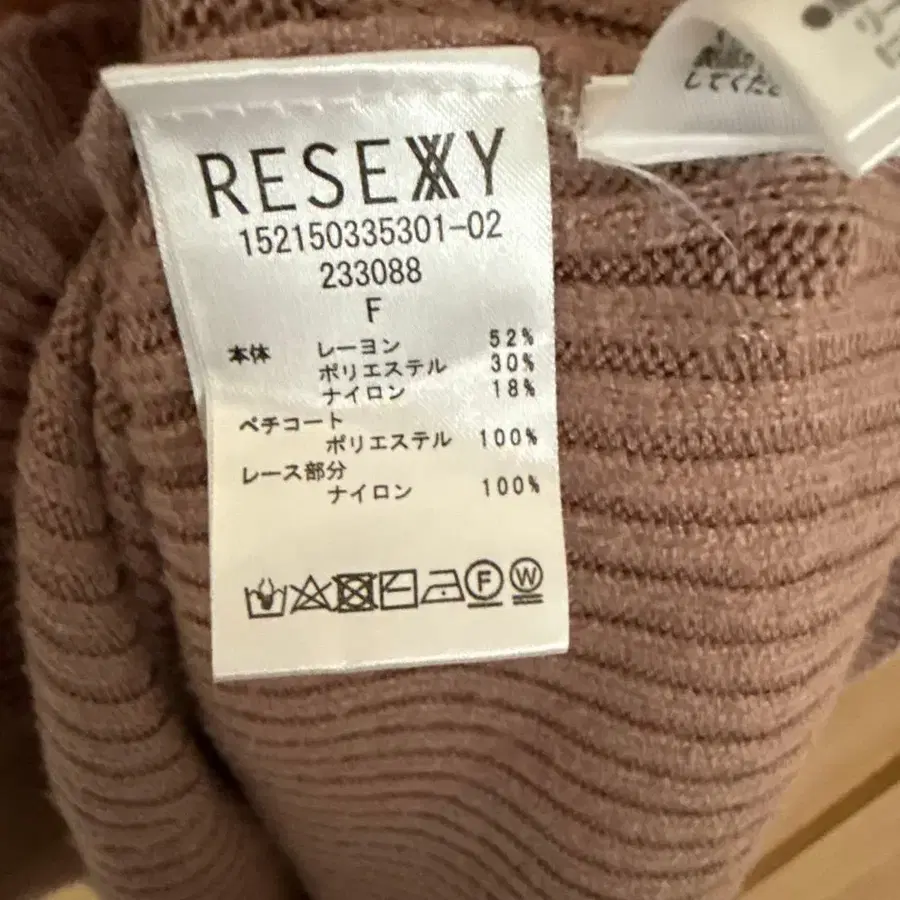 RESEXXY
152150335301-02
233088
F
本体 レーヨン 52%
ポリエステル 30%
ナイロン 18%
ペチコート
ポリエステル 100%
レース部分
ナイロン 100%
F W